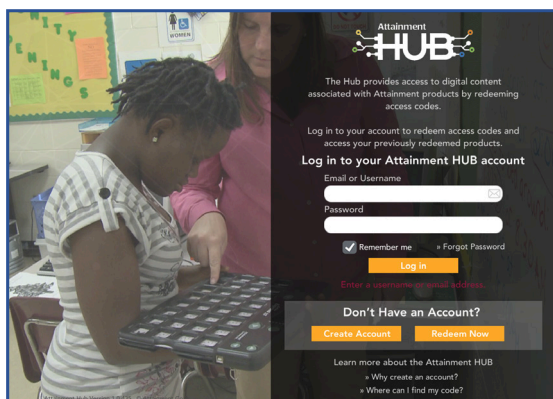 WOMEN
Attainment
HUB
The Hub provides access to digital content
associated with Attainment products by redeeming
access codes.
Log in to your account to redeem access codes and
access your previously redeemed products.
Log in to your Attainment HUB account
Email or Username
Password
Remember me
» Forgot Password
Log in
Enter a username or email address.
Don't Have an Account?
Create Account
Redeem Now
Learn more about the Attainment HUB
» Why create an account?
» Where can I find my code?